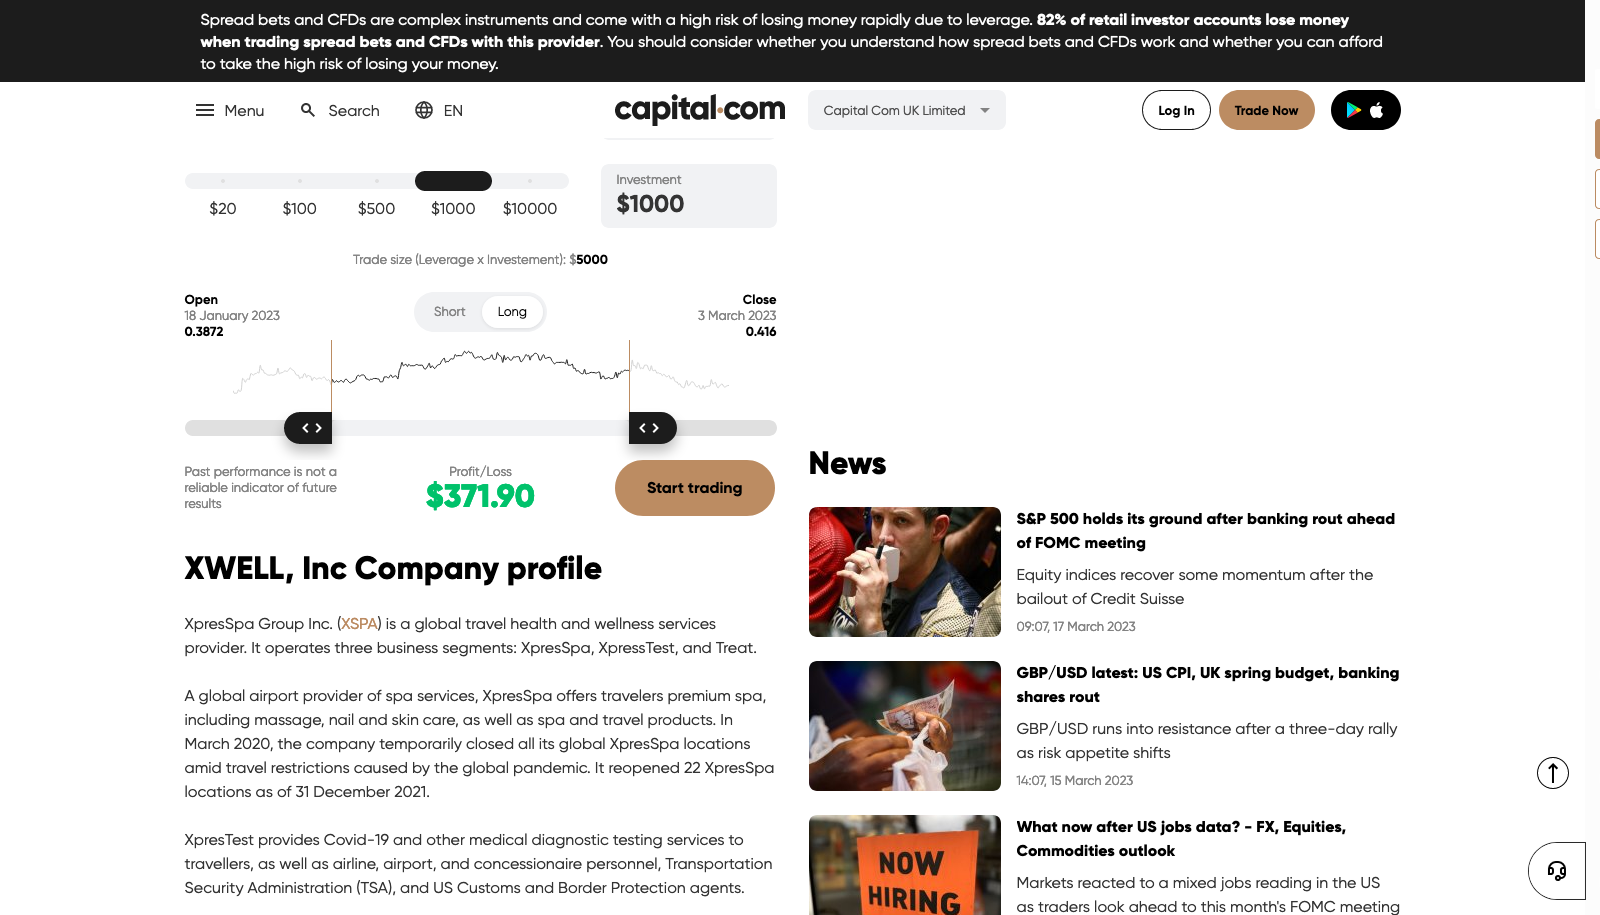 Spread bets and CFDs are complex instruments and come with a high risk of losing money rapidly due to leverage. 82% of retail investor accounts lose money
when trading spread bets and CFDs with this provider. You should consider whether you understand how spread bets and CFDs work and whether you can afford
to take the high risk of losing your money.
Menu
Search
EN
capital.com
Capital Com UK Limited
Log In
Trade Now
$20
$100
$500
$1000
$10000
Investment
$1000
Trade size (Leverage x Investement): $5000
Open
18 January 2023
0.3872
Short
Long
Close
3 March 2023
0.416
Past performance is not a
reliable indicator of future
results
Profit/Loss
$371.90
Start trading
XWELL, Inc Company profile
XpresSpa Group Inc. (XSPA) is a global travel health and wellness services
provider. It operates three business segments: XpresSpa, XpressTest, and Treat.
A global airport provider of spa services, XpresSpa offers travelers premium spa,
including massage, nail and skin care, as well as spa and travel products. In
March 2020, the company temporarily closed all its global XpresSpa locations
amid travel restrictions caused by the global pandemic. It reopened 22 XpresSpa
locations as of 31 December 2021.
XpresTest provides Covid-19 and other medical diagnostic testing services to
travellers, as well as airline, airport, and concessionaire personnel, Transportation
Security Administration (TSA), and US Customs and Border Protection agents.
News
S&P 500 holds its ground after banking rout ahead
of FOMC meeting
Equity indices recover some momentum after the
bailout of Credit Suisse
09:07, 17 March 2023
GBP/USD latest: US CPI, UK spring budget, banking
shares rout
GBP/USD runs into resistance after a three-day rally
as risk appetite shifts
14:07, 15 March 2023
NOW
HIRING
What now after US jobs data? - FX, Equities,
Commodities outlook
Markets reacted to a mixed jobs reading in the US
as traders look ahead to this month's FOMC meeting